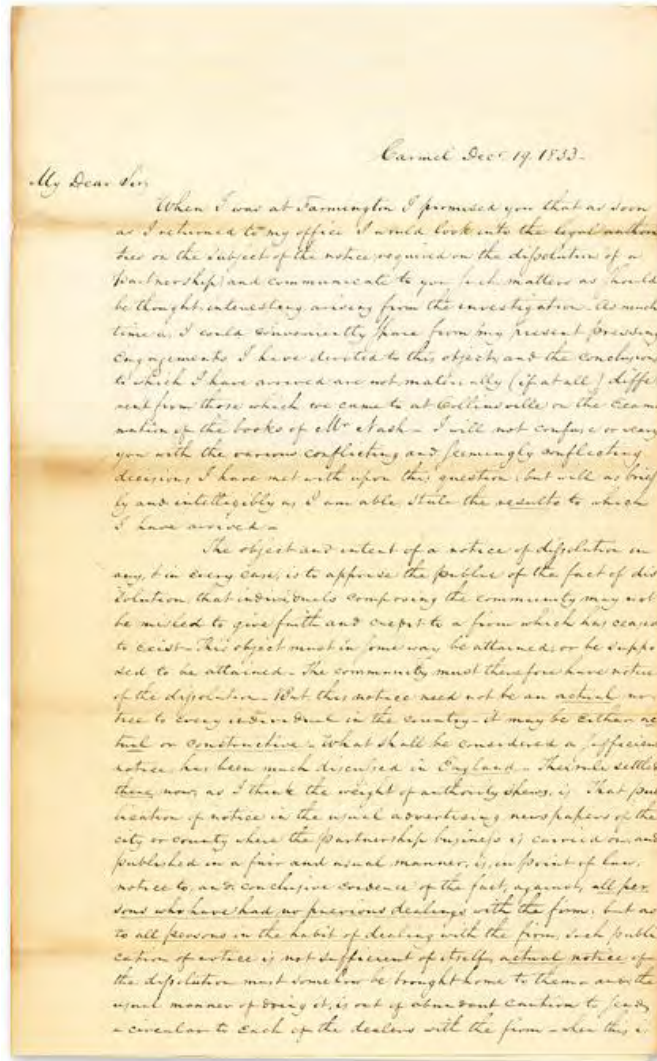 Carmel Decr 19. 1833-
My Dear Sir,
When I was at Farmington I promised you that as soon
as I returned to my office I would look into the legal authori
ties on the subject of the notice required on the dissolution of a
partnership, and communicate to you such matters as should
be thought interesting arising from the investigation. As much
time as I could conveniently spare from my present pressing
engagements I have devoted to this object, and the conclusions
to which I have arrived are not, materially (if at all) diffe
rent from those which we came to at Collinsville on the exami
nation of the books of Mr Nash - I will not confuse or weary
you with the various conflicting and seemingly conflicting
decisions I have met with upon this question, but will as brief
ly and intelligibly as I am able, state the results to which
I have arrived -
The object and intent of a notice of dissolution in
any, & in every case, is to apprise the public of the fact of dis
solution, that individuals composing the community may not
be misled to give faith and credit to a firm which has ceased
to exist - This object must in some way be attained, or be suppo
sed to be attained - The community must therefore have notice
of the dissolution - But this notice need not be an actual no
tice to every individual in the country - it may be either ac
tual or constructive - What shall be considered a sufficient
notice, has been much discussed in England - The rule settled
there, now, as I think the weight of authority shews, is That pub
lication of notice in the usual advertising newspapers of the
city or county where the partnership business is carried on, and
published in a fair and usual manner, is, in point of law,
notice to, and conclusive evidence of the fact, against, all per
sons who have had no previous dealings with the firm; but as
to all persons in the habit of dealing with the firm, such publi
cation of notice is not sufficient of itself, actual notice of
the dissolution must somehow be brought home to them - and the
usual manner of doing it, is out of abundant caution to send
a circular to each of the dealers with the firm - when this is